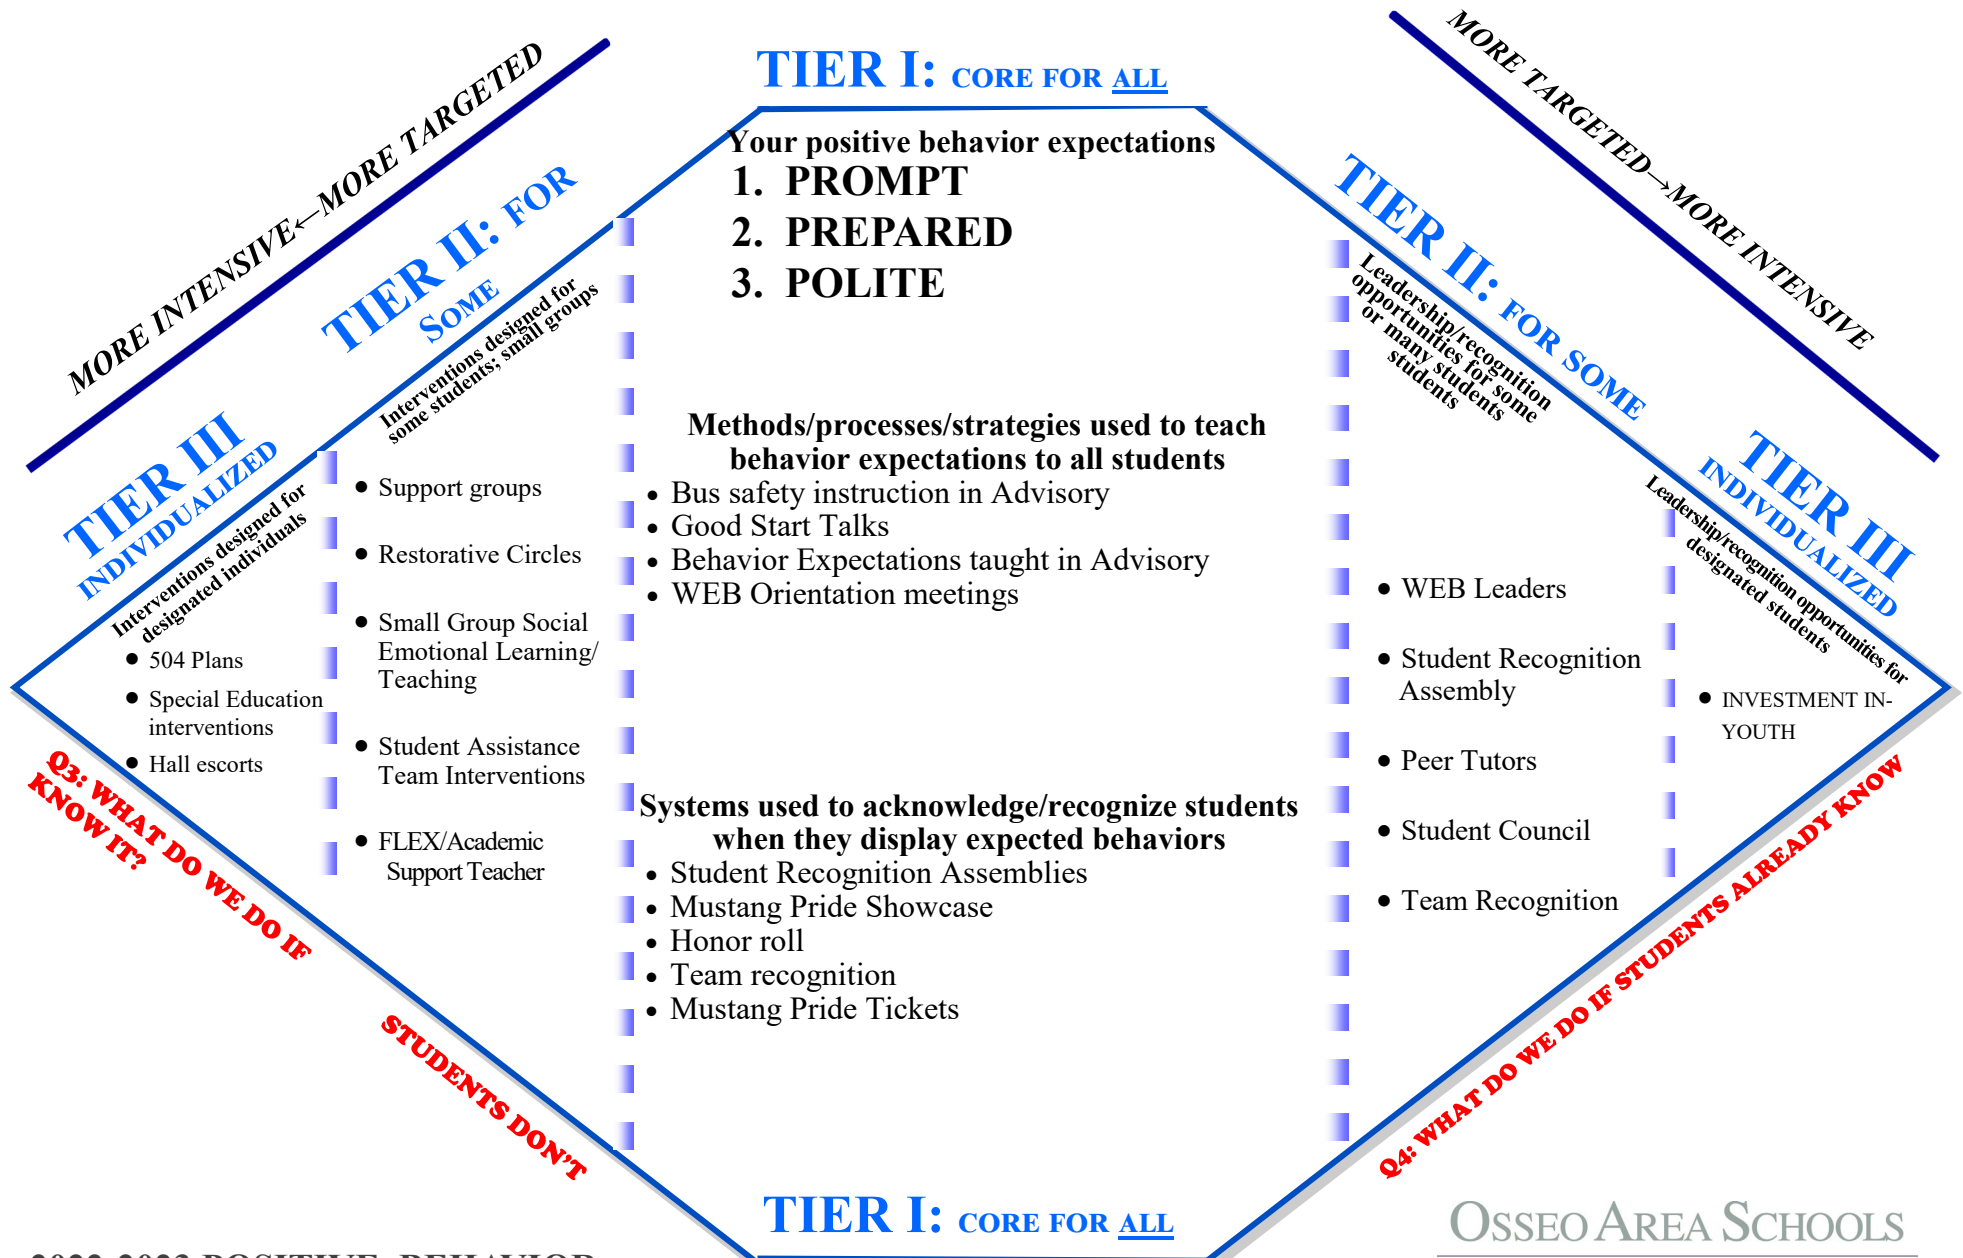 TIER I: CORE FOR ALL
MORE INTENSIVE←MORE TARGETED
MORE TARGETED→MORE INTENSIVE
Your positive behavior expectations
1. PROMPT
2. PREPARED
3. POLITE
TIER II: FOR
SOME
Interventions designed for
some students; small groups
TIER II: FOR SOME
Leadership/recognition
opportunities for some
or many students
students
TIER III
INDIVIDUALIZED
Interventions designed for
designated individuals
• 504 Plans
• Special Education
interventions
• Hall escorts
• Support groups
• Restorative Circles
• Small Group Social
Emotional Learning/
Teaching
• Student Assistance
Team Interventions
• FLEX/Academic
Support Teacher
Methods/processes/strategies used to teach
behavior expectations to all students
• Bus safety instruction in Advisory
• Good Start Talks
• Behavior Expectations taught in Advisory
• WEB Orientation meetings
Systems used to acknowledge/recognize students
when they display expected behaviors
• Student Recognition Assemblies
• Mustang Pride Showcase
• Honor roll
• Team recognition
• Mustang Pride Tickets
• WEB Leaders
• Student Recognition
Assembly
• Peer Tutors
• Student Council
• Team Recognition
TIER III
INDIVIDUALIZED
Leadership/recognition opportunities for
designated students
• INVESTMENT IN-
YOUTH
Q3: WHAT DO WE DO IF
KNOW IT?
STUDENTS DON'T
Q4: WHAT DO WE DO IF STUDENTS ALREADY KNOW
TIER I: CORE FOR ALL
OSSEO AREA SCHOOLS
2022-2023 POSITIVE BEHAVIOR